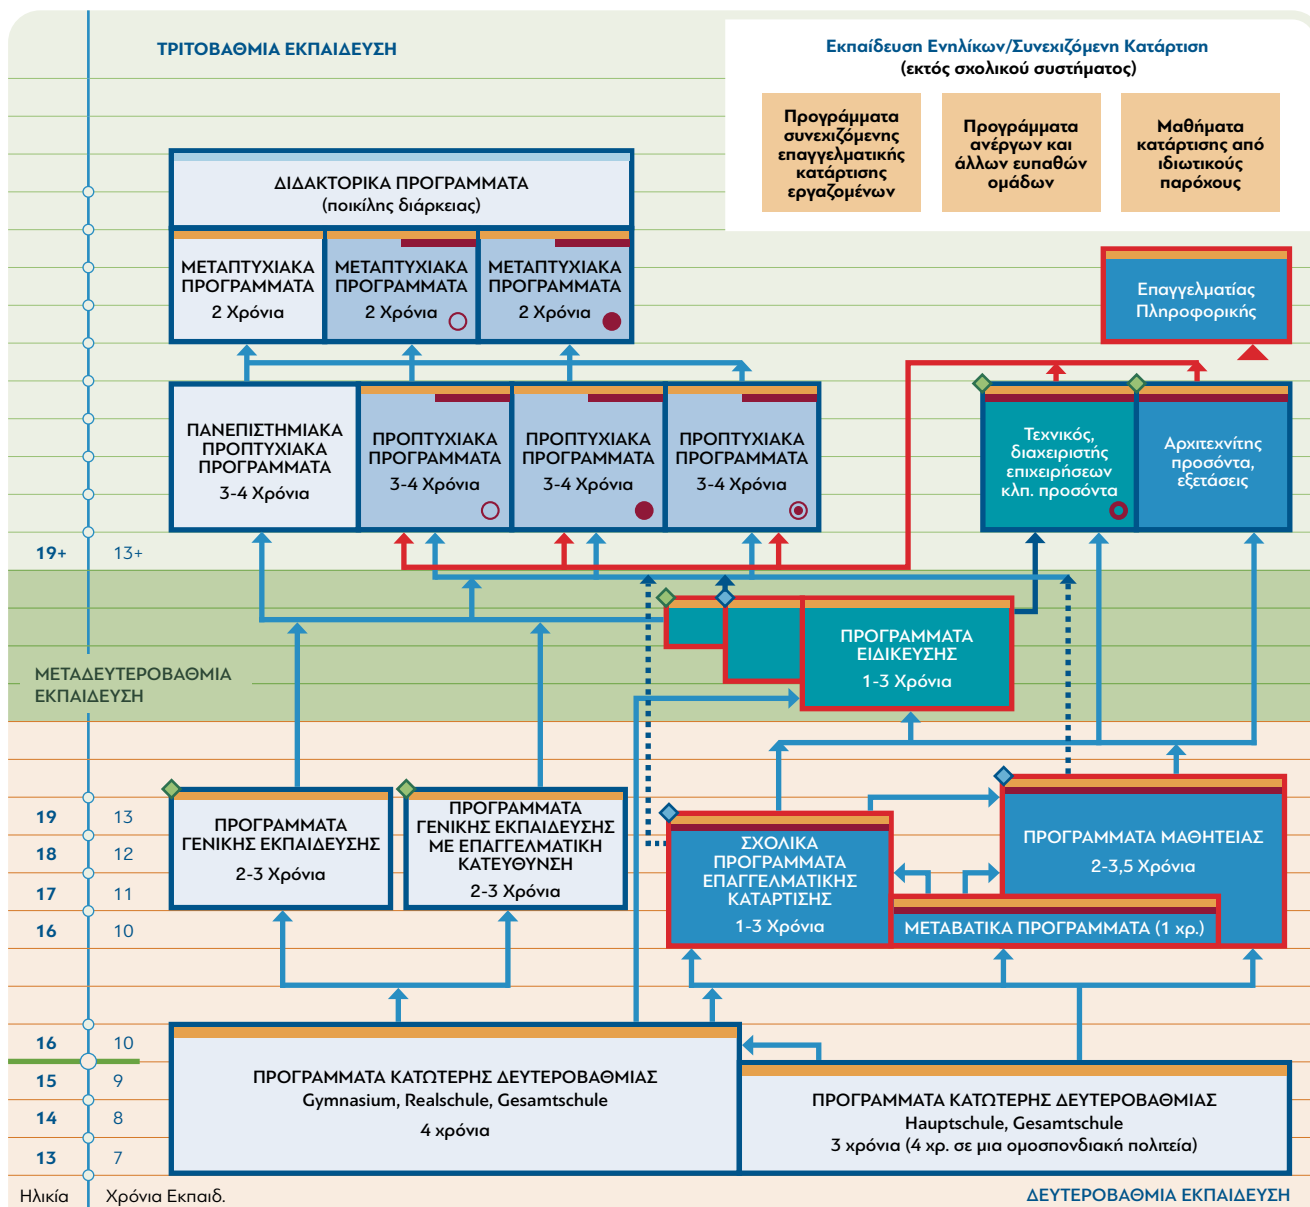 ΤΡΙΤΟΒΑΘΜΙΑ ΕΚΠΑΙΔΕΥΣΗ
Εκπαίδευση Ενηλίκων/Συνεχιζόμενη Κατάρτιση
(εκτός σχολικού συστήματος)
Προγράμματα
συνεχιζόμενης
επαγγελματικής
κατάρτισης
εργαζομένων
Προγράμματα
ανέργων και
άλλων ευπαθών
ομάδων
Μαθήματα
κατάρτισης από
ιδιωτικούς
παρόχους
ΔΙΔΑΚΤΟΡΙΚΑ ΠΡΟΓΡΑΜΜΑΤΑ
(ποικίλης διάρκειας)
ΜΕΤΑΠΤΥΧΙΑΚΑ
ΠΡΟΓΡΑΜΜΑΤΑ
2 Χρόνια
ΜΕΤΑΠΤΥΧΙΑΚΑ
ΠΡΟΓΡΑΜΜΑΤΑ
2 Χρόνια
ΜΕΤΑΠΤΥΧΙΑΚΑ
ΠΡΟΓΡΑΜΜΑΤΑ
2 Χρόνια
Επαγγελματίας
Πληροφορικής
ΠΑΝΕΠΙΣΤΗΜΙΑΚΑ
ΠΡΟΠΤΥΧΙΑΚΑ
ΠΡΟΓΡΑΜΜΑΤΑ
3-4 Χρόνια
ΠΡΟΠΤΥΧΙΑΚΑ
ΠΡΟΓΡΑΜΜΑΤΑ
3-4 Χρόνια
ΠΡΟΠΤΥΧΙΑΚΑ
ΠΡΟΓΡΑΜΜΑΤΑ
3-4 Χρόνια
ΠΡΟΠΤΥΧΙΑΚΑ
ΠΡΟΓΡΑΜΜΑΤΑ
3-4 Χρόνια
Τεχνικός,
διαχειριστής
επιχειρήσεων
κλπ. προσόντα
Αρχιτεχνίτης
προσόντα,
εξετάσεις
19+ 13+
ΜΕΤΑΔΕΥΤΕΡΟΒΑΘΜΙΑ
ΕΚΠΑΙΔΕΥΣΗ
ΠΡΟΓΡΑΜΜΑΤΑ
ΕΙΔΙΚΕΥΣΗΣ
1-3 Χρόνια
19 13
18 12
17 11
16 10
ΠΡΟΓΡΑΜΜΑΤΑ
ΓΕΝΙΚΗΣ ΕΚΠΑΙΔΕΥΣΗΣ
2-3 Χρόνια
ΠΡΟΓΡΑΜΜΑΤΑ
ΓΕΝΙΚΗΣ ΕΚΠΑΙΔΕΥΣΗΣ
ΜΕ ΕΠΑΓΓΕΛΜΑΤΙΚΗ
ΚΑΤΕΥΘΥΝΣΗ
2-3 Χρόνια
ΣΧΟΛΙΚΑ
ΠΡΟΓΡΑΜΜΑΤΑ
ΕΠΑΓΓΕΛΜΑΤΙΚΗΣ
ΚΑΤΑΡΤΙΣΗΣ
1-3 Χρόνια
ΠΡΟΓΡΑΜΜΑΤΑ ΜΑΘΗΤΕΙΑΣ
2-3,5 Χρόνια
ΜΕΤΑΒΑΤΙΚΑ ΠΡΟΓΡΑΜΜΑΤΑ (1 χρ.)
16 10
15 9
14 8
13 7
ΠΡΟΓΡΑΜΜΑΤΑ ΚΑΤΩΤΕΡΗΣ ΔΕΥΤΕΡΟΒΑΘΜΙΑΣ
Gymnasium, Realschule, Gesamtschule
4 χρόνια
ΠΡΟΓΡΑΜΜΑΤΑ ΚΑΤΩΤΕΡΗΣ ΔΕΥΤΕΡΟΒΑΘΜΙΑΣ
Hauptschule, Gesamtschule
3 χρόνια (4 χρ. σε μια ομοσπονδιακή πολιτεία)
Ηλικία Χρόνια Εκπαιδ.
ΔΕΥΤΕΡΟΒΑΘΜΙΑ ΕΚΠΑΙΔΕΥΣΗ